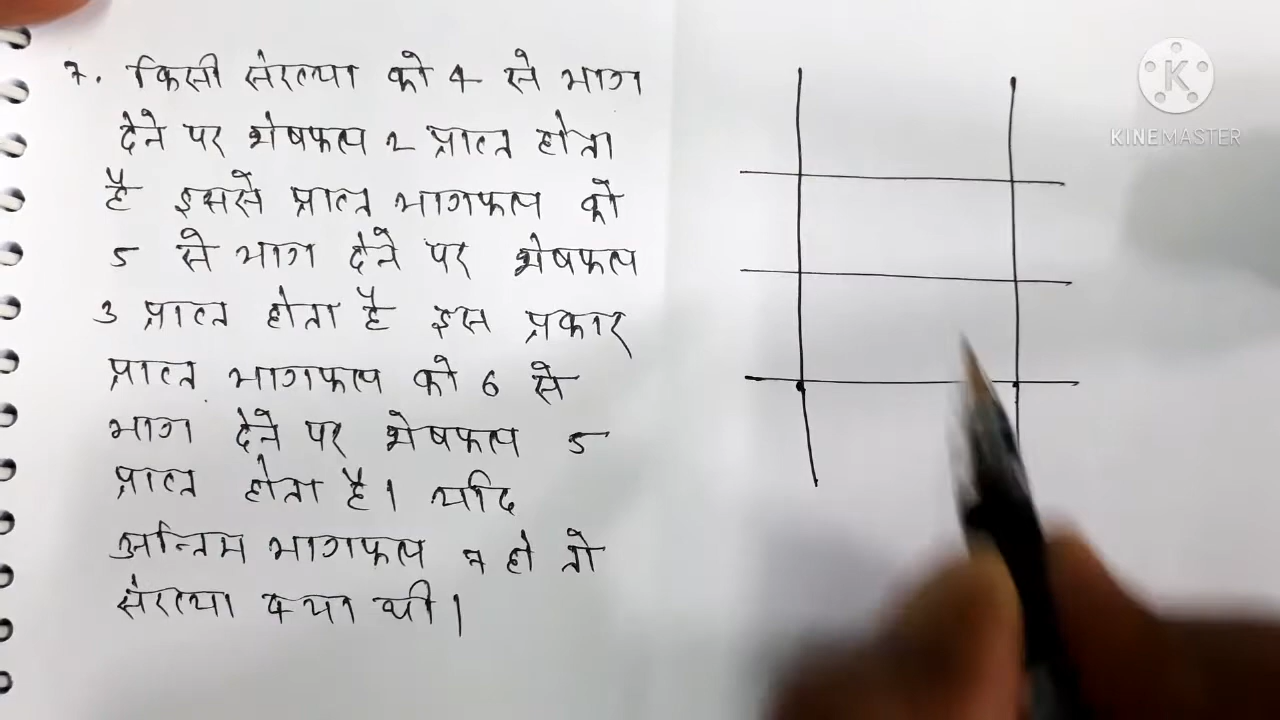 7. किसी संख्या को 4 से भाग
देने पर शेषफल 2 प्राप्त होता
है इससे प्राप्त भागफल को
5 से भाग देने पर शेषफल
3 प्राप्त होता है इस प्रकार
प्राप्त भागफल को 6 से
भाग देने पर शेषफल 5
प्राप्त होता है। यदि
अन्तिम भागफल 7 हो तो
संख्या क्या थी।
K
KINEMASTER